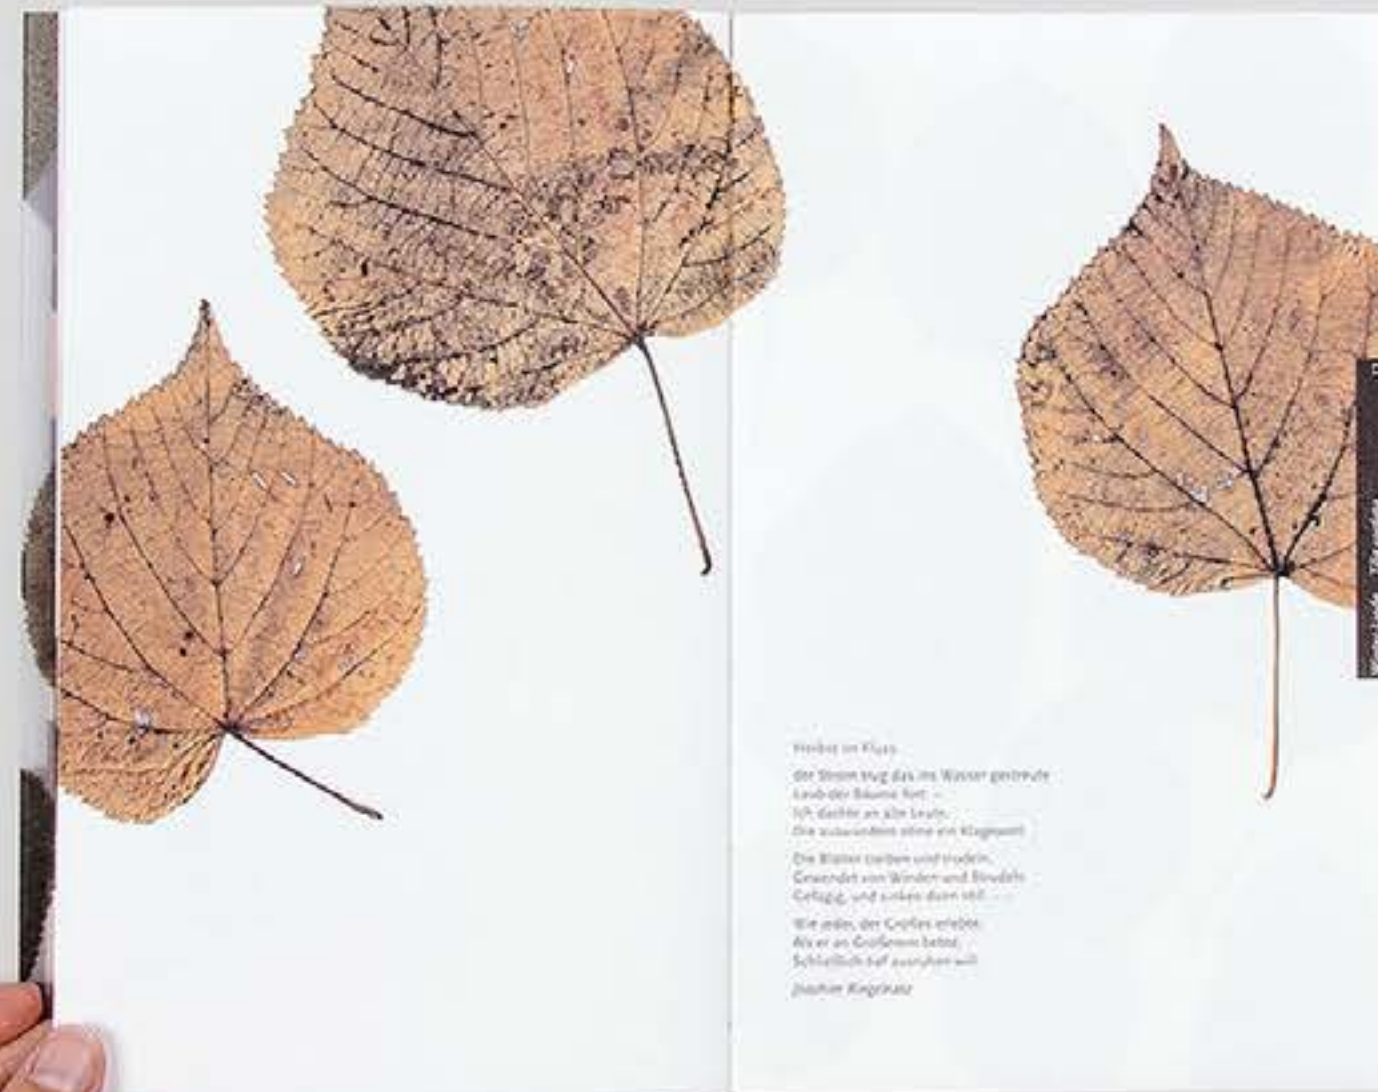 Herbst im Fluss
der Strom trug das ins Wasser gestreute
Laub der Bäume fort. –
Ich dachte an alte Leute,
Die auswandern ohne ein Klagewort.
Die Blätter treiben und trudeln,
Gewendet von Winden und Strudeln
Gefügig, und sinken dann still. –
Wie jeder, der Großes erlebte,
Als er an Größerem bebte,
Schließlich tief ausruhen will.
Joachim Ringelnatz